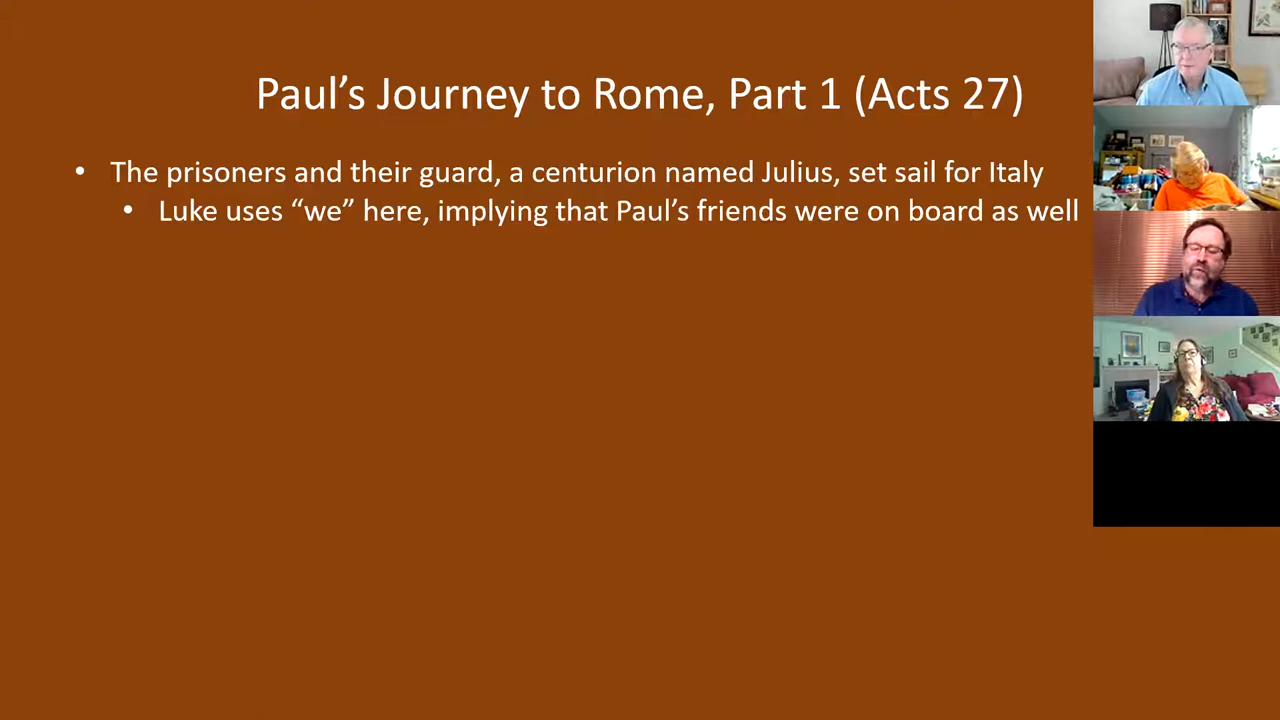 Paul’s Journey to Rome, Part 1 (Acts 27)
• The prisoners and their guard, a centurion named Julius, set sail for Italy
• Luke uses “we” here, implying that Paul’s friends were on board as well